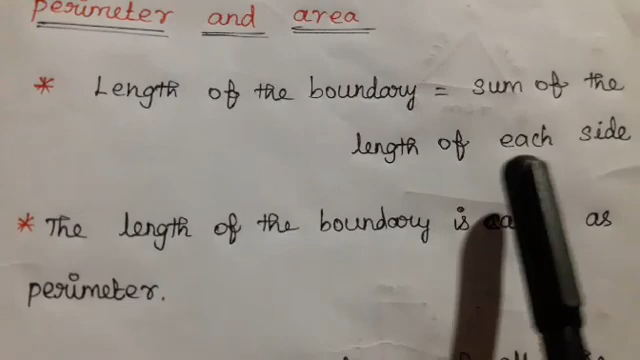 perimeter and area
* Length of the boundary = sum of the
length of each side
* The length of the boundary is as
perimeter.